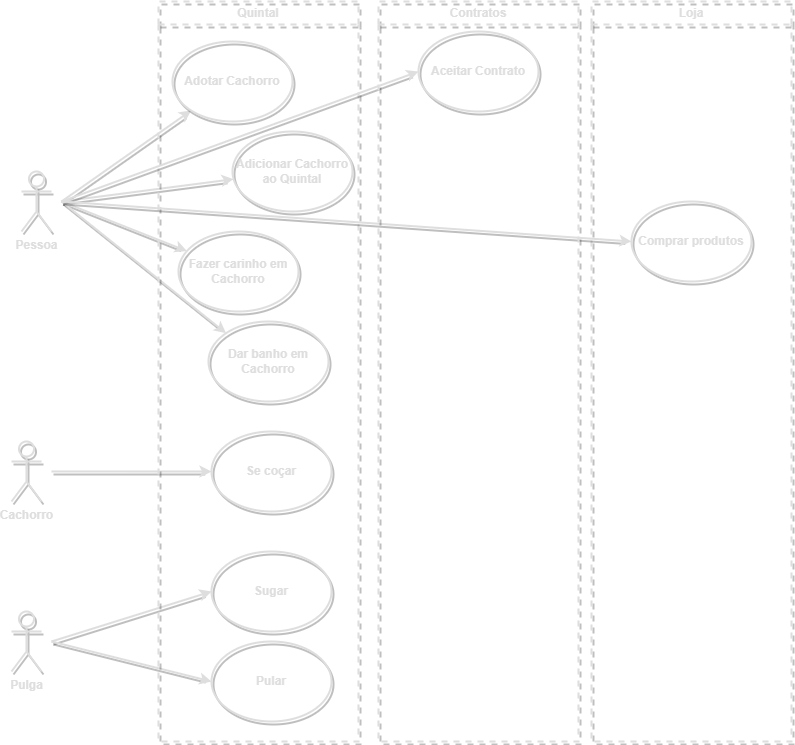 Quintal
Contratos
Loja
Adotar Cachorro
Aceitar Contrato
Adicionar Cachorro
ao Quintal
Pessoa
Comprar produtos
Fazer carinho em
Cachorro
Dar banho em
Cachorro
Se coçar
Cachorro
Sugar
Pular
Pulga